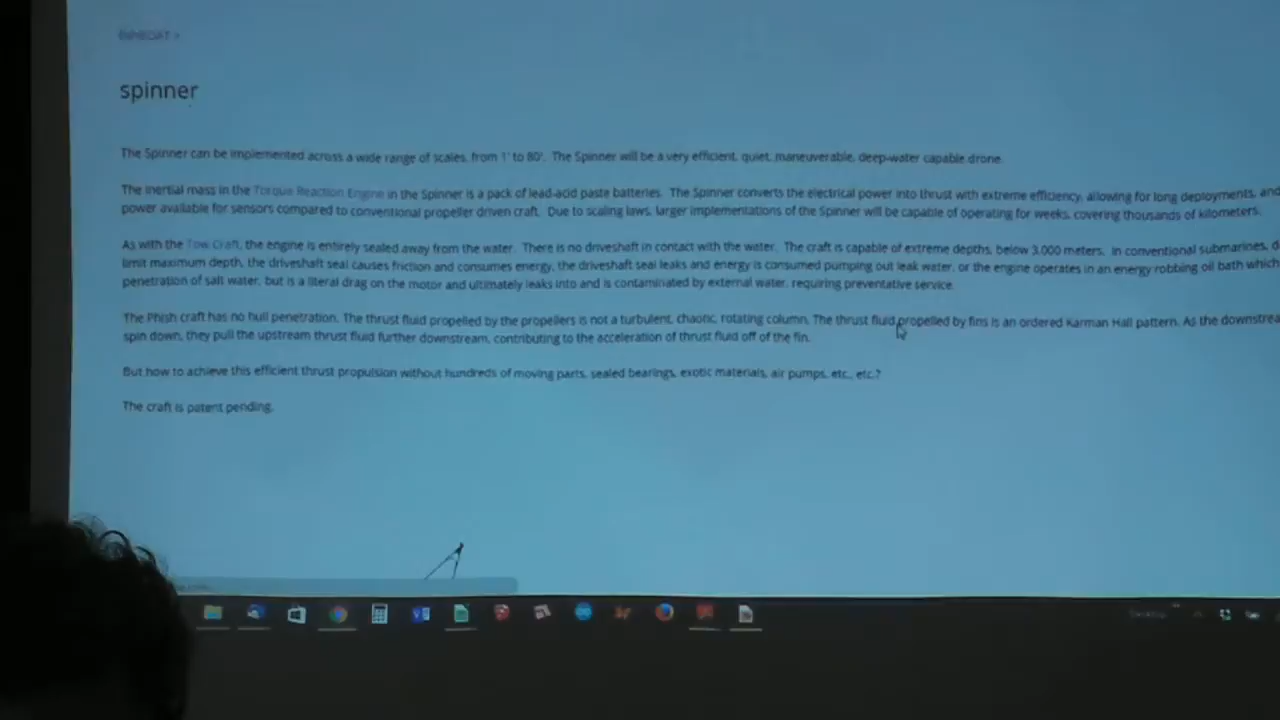 spinner
The Spinner can be implemented across a wide range of scales, from 1' to 80'. The Spinner will be a very efficient, quiet, maneuverable, deep-water capable drone.
The inertial mass in the Torque Reaction Engine in the Spinner is a pack of lead-acid paste batteries. The Spinner converts the electrical power into thrust with extreme efficiency, allowing for long deployments, and
power available for sensors compared to conventional propeller driven craft. Due to scaling laws, larger implementations of the Spinner will be capable of operating for weeks, covering thousands of kilometers.
As with the Tow Craft, the engine is entirely sealed away from the water. There is no driveshaft in contact with the water. The craft is capable of extreme depths, below 3,000 meters. In conventional submarines, d
limit maximum depth, the driveshaft seal causes friction and consumes energy, the driveshaft seal leaks and energy is consumed pumping out leak water, or the engine operates in an energy robbing oil bath which
penetration of salt water, but is a literal drag on the motor and ultimately leaks into and is contaminated by external water, requiring preventative service.
The Phish craft has no hull penetration. The thrust fluid propelled by the propellers is not a turbulent, chaotic, rotating column. The thrust fluid propelled by fins is an ordered Karman Hall pattern. As the downstrea
spin down, they pull the upstream thrust fluid further downstream, contributing to the acceleration of thrust fluid off of the fin.
But how to achieve this efficient thrust propulsion without hundreds of moving parts, sealed bearings, exotic materials, air pumps, etc., etc.?
The craft is patent pending.